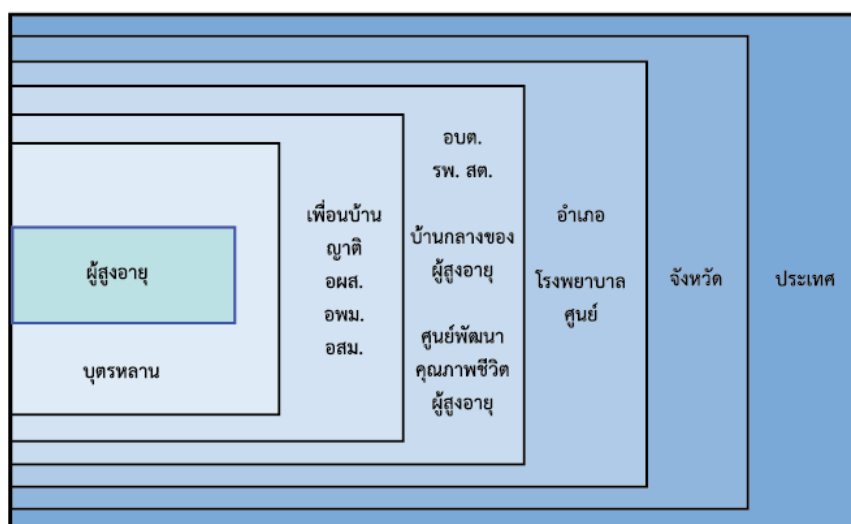 ผู้สูงอายุ
บุตรหลาน
เพื่อนบ้าน
ญาติ
อผส.
อพม.
อสม.
อบต.
รพ. สต.
บ้านกลางของ
ผู้สูงอายุ
ศูนย์พัฒนา
คุณภาพชีวิต
ผู้สูงอายุ
อำเภอ
โรงพยาบาล
ศูนย์
จังหวัด
ประเทศ